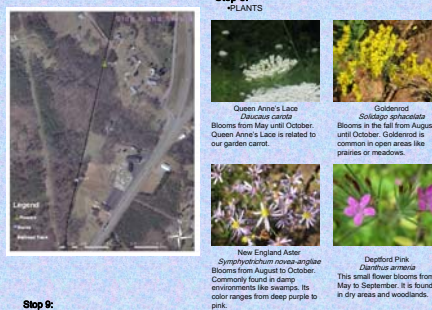 •PLANTS
Queen Anne's Lace
Daucaus carota
Blooms from May until October.
Queen Anne's Lace is related to
our garden carrot.
Goldenrod
Solidago sphacelata
Blooms in the fall from Augus
until October. Goldenrod is
common in open areas like
prairies or meadows.
New England Aster
Symphyotrichum novea-angliae
Blooms from August to October.
Commonly found in damp
environments like swamps. Its
color ranges from deep purple to
pink.
Deptford Pink
Dianthus armeria
This small flower blooms from
May to September. It is found
in dry areas and woodlands.
Legend
Stop 9: